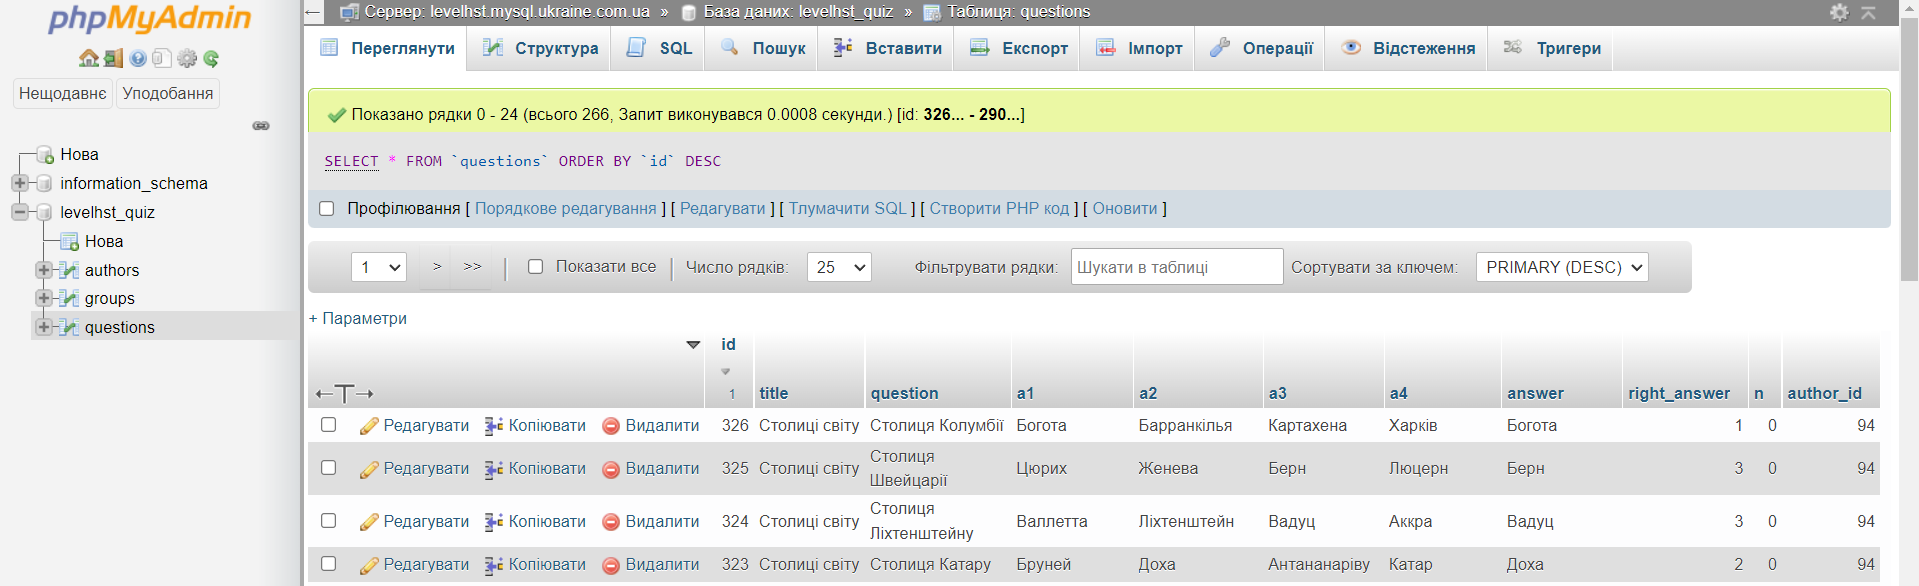 phpMyAdmin
Нещодавнє Уподобання
Нова
information_schema
levelhst_quiz
Нова
authors
groups
questions
Сервер: levelhst.mysql.ukraine.com.ua » База даних: levelhst_quiz » Таблиця: questions
Переглянути Структура SQL Пошук Вставити Експорт Імпорт Операції Відстеження Тригери
Показано рядки 0 - 24 (всього 266, Запит виконувався 0.0008 секунди.) [id: 326... - 290...]
SELECT * FROM `questions` ORDER BY `id` DESC
Профілювання [ Порядкове редагування ] [ Редагувати ] [ Тлумачити SQL ] [ Створити PHP код ] [ Оновити ]
1 > >> | Показати все | Число рядків: 25 Фільтрувати рядки: Шукати в таблиці Сортувати за ключем: PRIMARY (DESC)
+ Параметри
←T→ id 1 title question a1 a2 a3 a4 answer right_answer n author_id
Редагувати Копіювати Видалити 326 Столиці світу Столиця Колумбії Богота Барранкілья Картахена Харків Богота 1 0 94
Редагувати Копіювати Видалити 325 Столиці світу Столиця Швейцарії Цюрих Женева Берн Люцерн Берн 3 0 94
Редагувати Копіювати Видалити 324 Столиці світу Столиця Ліхтенштейну Валлетта Ліхтенштейн Вадуц Аккра Вадуц 3 0 94
Редагувати Копіювати Видалити 323 Столиці світу Столиця Катару Бруней Доха Антананаріву Катар Доха 2 0 94